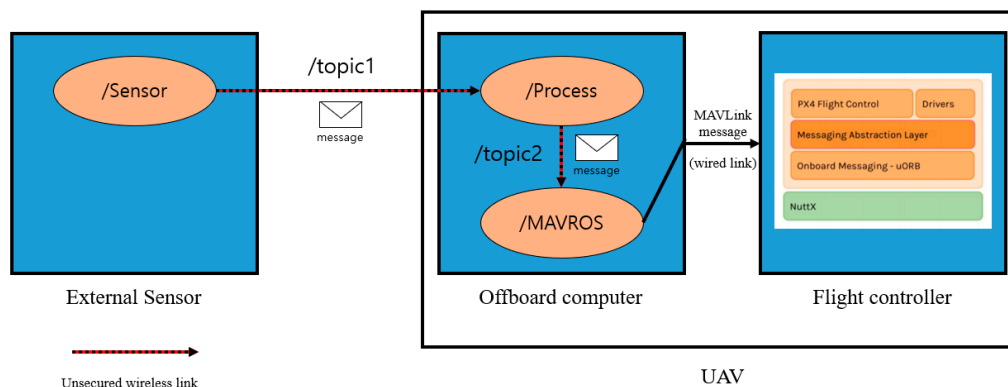 /Sensor
/topic1
message
/Process
/topic2
message
/MAVROS
MAVLink
message
(wired link)
PX4 Flight Control
Drivers
Messaging Abstraction Layer
Onboard Messaging - uORB
NuttX
External Sensor
Offboard computer
Flight controller
Unsecured wireless link
UAV